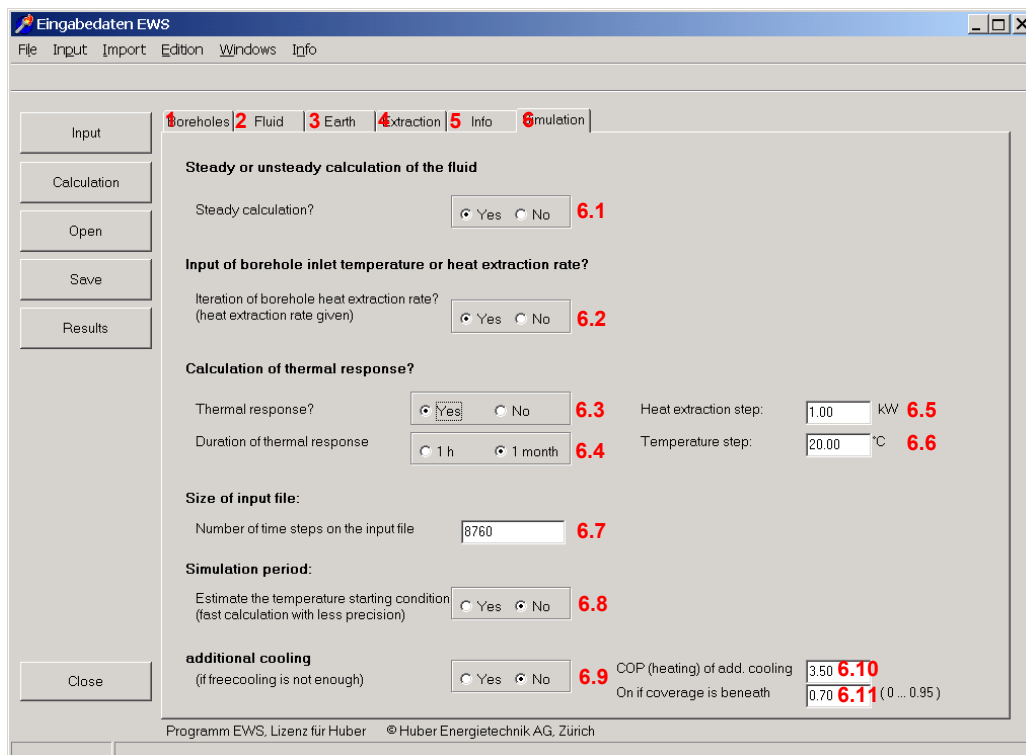 Eingabedaten EWS
File Input Import Edition Windows Info
1 Boreholes 2 Fluid 3 Earth 4 Extraction 5 Info 6 Simulation
Input
Calculation
Open
Save
Results
Close
Steady or unsteady calculation of the fluid
Steady calculation? Yes No 6.1
Input of borehole inlet temperature or heat extraction rate?
Iteration of borehole heat extraction rate?
(heat extraction rate given) Yes No 6.2
Calculation of thermal response?
Thermal response? Yes No 6.3 Heat extraction step: 1.00 kW 6.5
Duration of thermal response 1 h 1 month 6.4 Temperature step: 20.00 °C 6.6
Size of input file:
Number of time steps on the input file 8760 6.7
Simulation period:
Estimate the temperature starting condition
(fast calculation with less precision) Yes No 6.8
additional cooling
(if freecooling is not enough) Yes No 6.9
COP (heating) of add. cooling 3.50 6.10
On if coverage is beneath 0.70 6.11 ( 0 ... 0.95 )
Programm EWS, Lizenz für Huber © Huber Energietechnik AG, Zürich